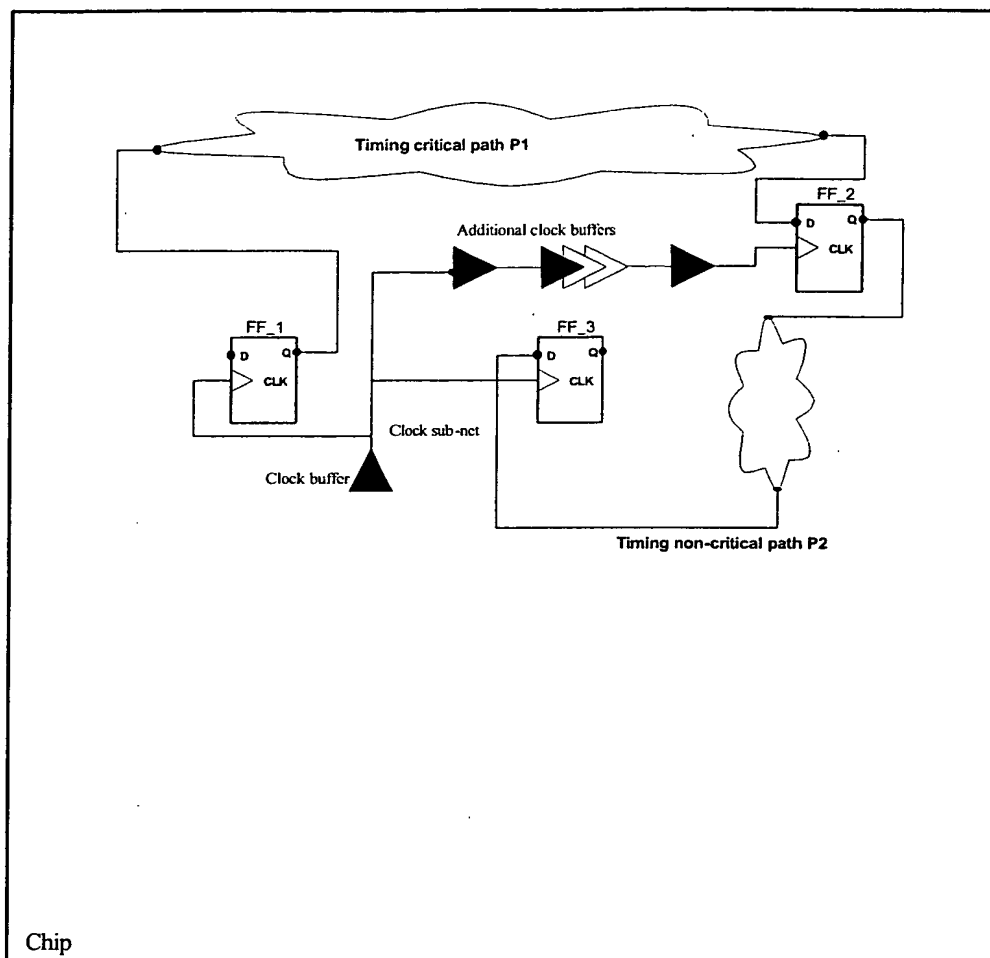 Timing critical path P1
FF_2
D Q
CLK
Additional clock buffers
FF_1
D Q
CLK
FF_3
D Q
CLK
Clock sub-net
Clock buffer
Timing non-critical path P2
Chip